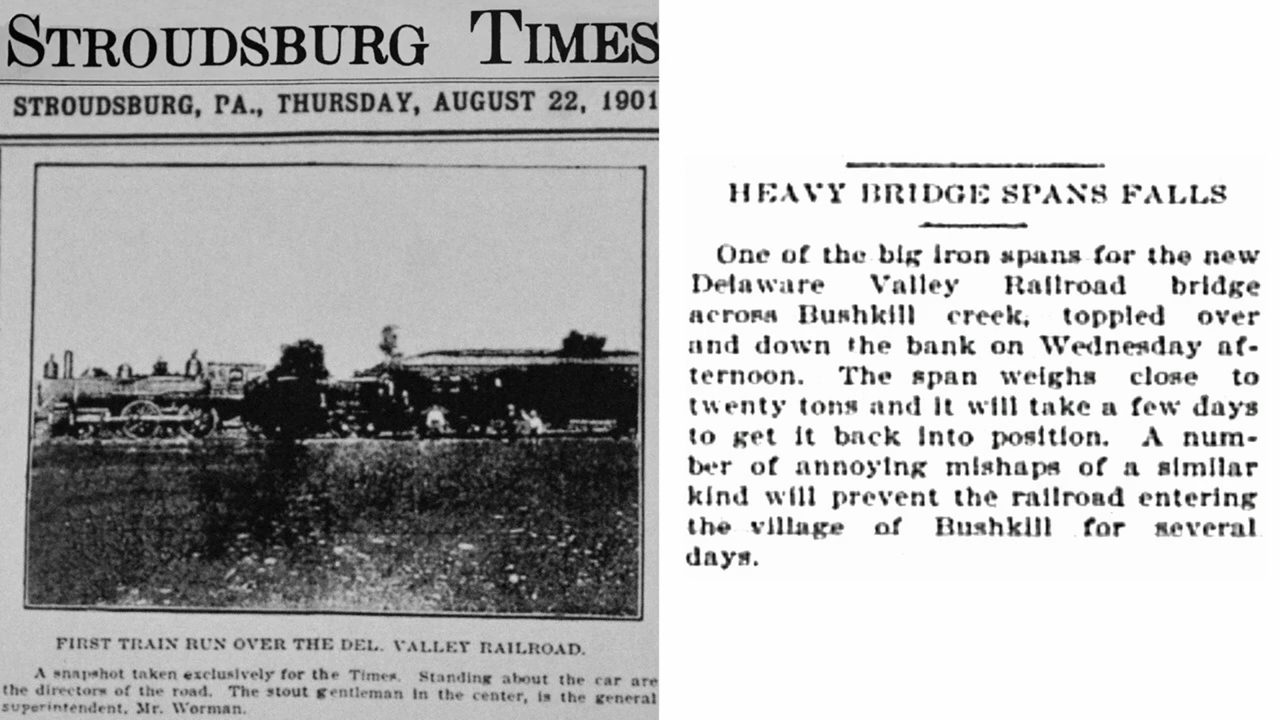 STROUDSBURG TIMES
STROUDSBURG, PA., THURSDAY, AUGUST 22, 1901
FIRST TRAIN RUN OVER THE DEL. VALLEY RAILROAD.
A snapshot taken exclusively for the Times. Standing about the car are
the directors of the road. The stout gentleman in the center, is the general
superintendent, Mr. Worman.
HEAVY BRIDGE SPANS FALLS
One of the big iron spans for the new
Delaware Valley Railroad bridge
across Bushkill creek, toppled over
and down the bank on Wednesday af-
ternoon. The span weighs close to
twenty tons and it will take a few days
to get it back into position. A num-
ber of annoying mishaps of a similar
kind will prevent the railroad entering
the village of Bushkill for several
days.